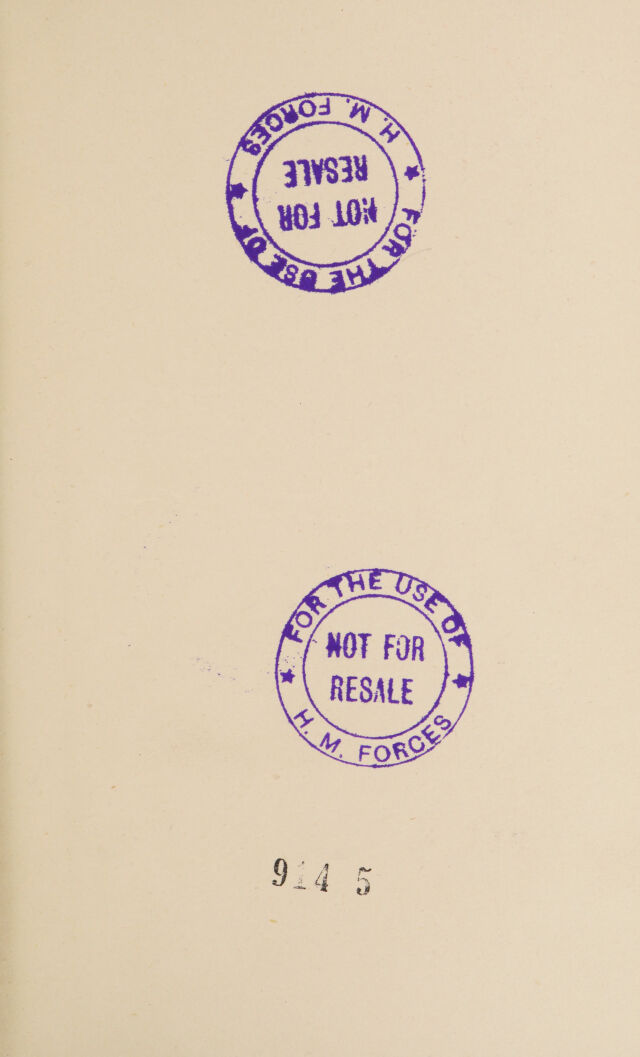 FOR THE USE OF
NOT FOR
RESALE
H. M. FORCES
FOR THE USE OF
NOT FOR
RESALE
H. M. FORCES
914 5